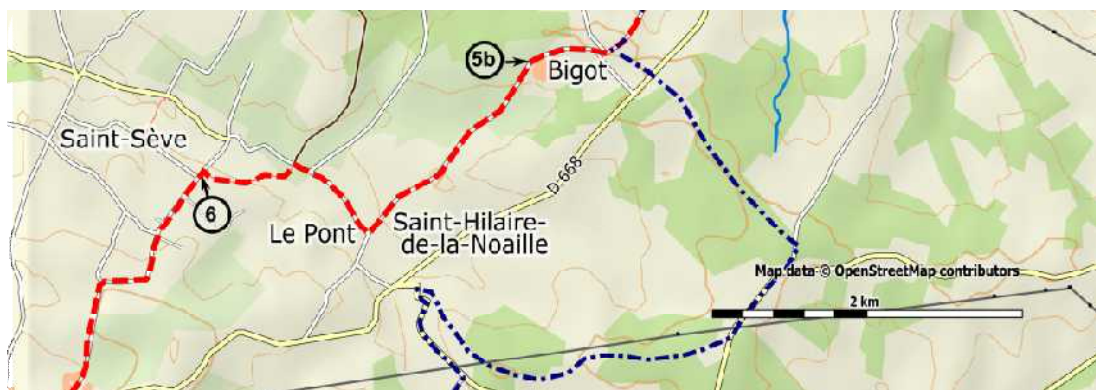 5b
Bigot
Saint-Sève
D-668
6
Le Pont
Saint-Hilaire-
de-la-Noaille
Map data © OpenStreetMap contributors
2 km